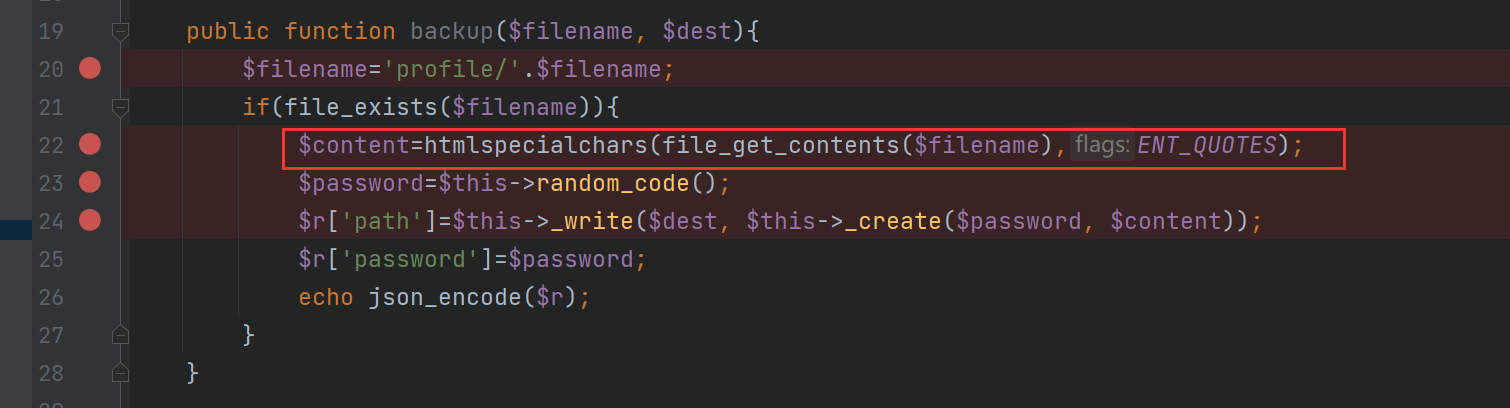 19 public function backup($filename, $dest){
20 $filename='profile/'.$filename;
21 if(file_exists($filename)){
22 $content=htmlspecialchars(file_get_contents($filename), flags: ENT_QUOTES);
23 $password=$this->random_code();
24 $r['path']=$this->_write($dest, $this->_create($password, $content));
25 $r['password']=$password;
26 echo json_encode($r);
27 }
28 }